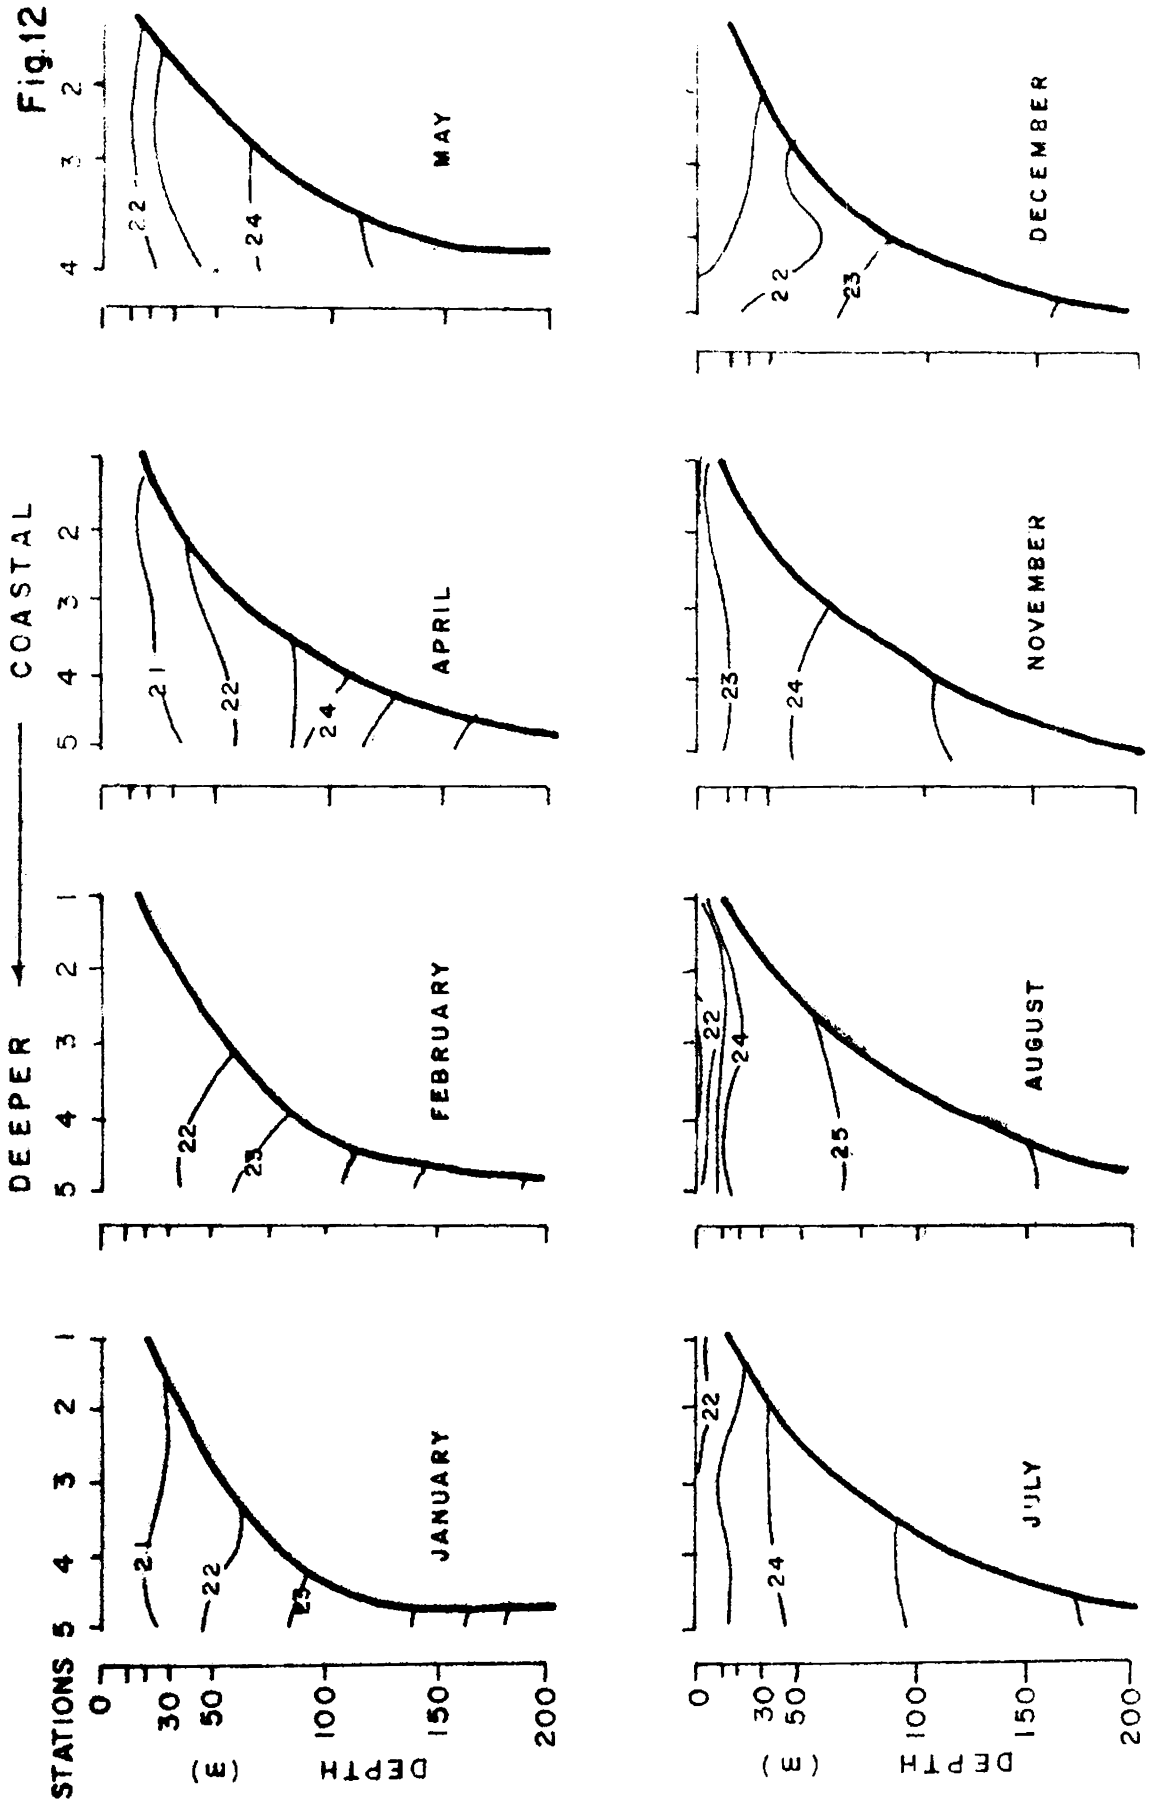 Fig.12
DEEPER COASTAL
STATIONS 5 4 3 2 1
5 4 3 2 1
5 4 3 2
4 3 2
0
30
50
100
150
200
DEPTH
(m)
21
22
23
JANUARY
22
23
FEBRUARY
21
22
24
APRIL
22
24
MAY
0
30
50
100
150
200
DEPTH
(m)
22
24
JULY
22
24
25
AUGUST
23
24
NOVEMBER
22
23
DECEMBER